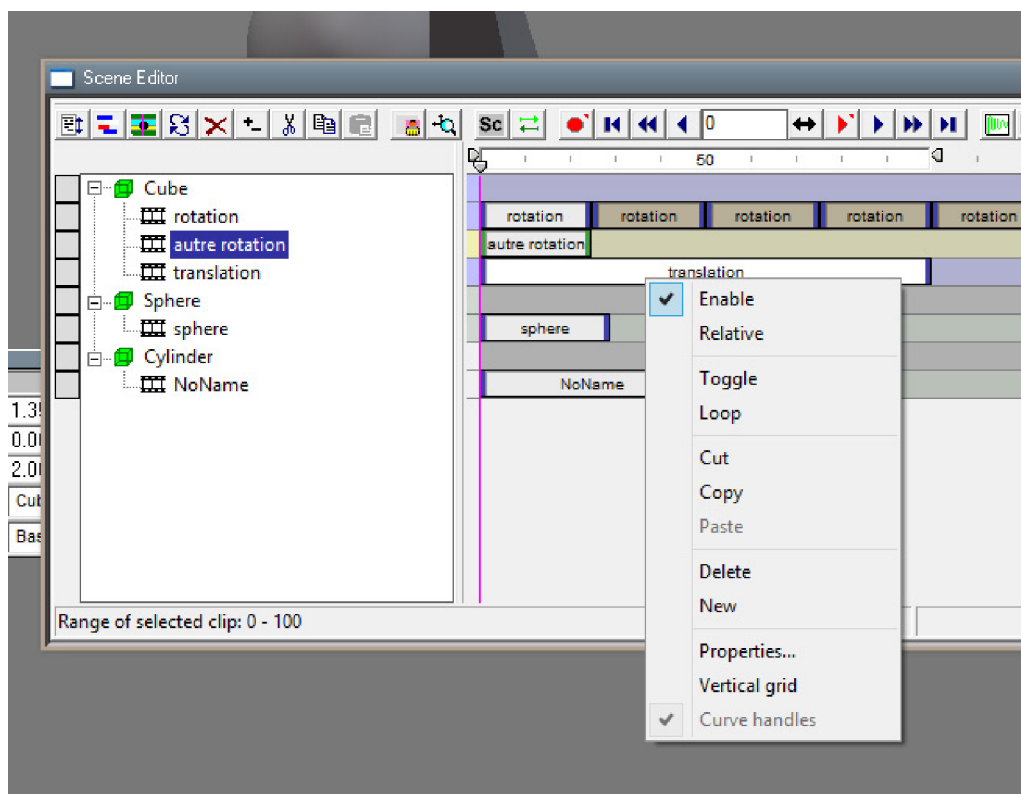 Scene Editor
Sc
0
50
Cube
rotation
autre rotation
translation
Sphere
sphere
Cylinder
NoName
rotation rotation rotation rotation rotation
autre rotation
translation
sphere
NoName
Enable
Relative
Toggle
Loop
Cut
Copy
Paste
Delete
New
Properties...
Vertical grid
Curve handles
Range of selected clip: 0 - 100